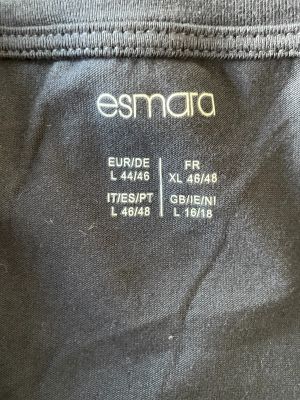 esmara
EUR/DE
L 44/46
FR
XL 46/48
IT/ES/PT
L 46/48
GB/IE/NI
L 16/18